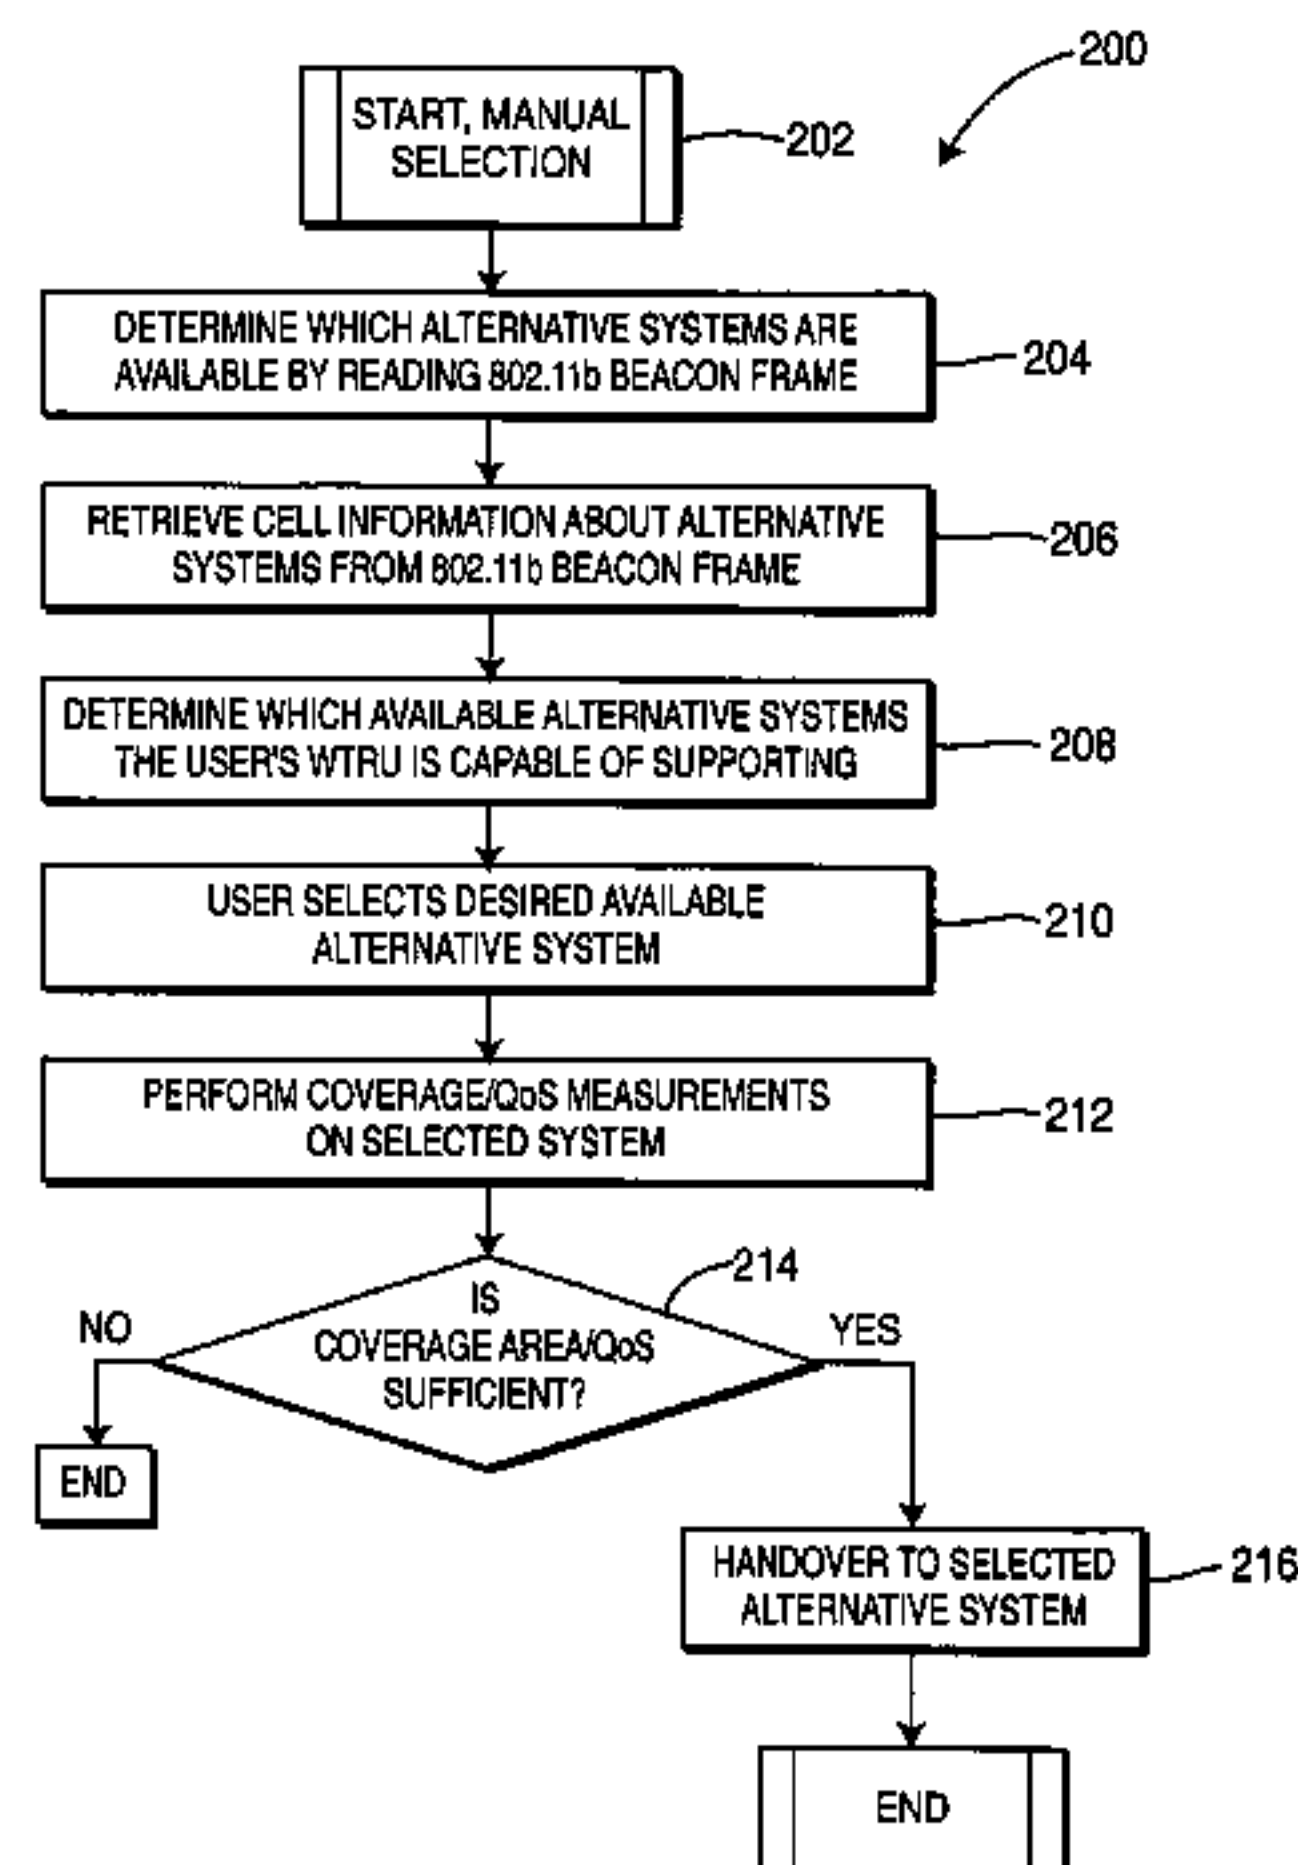 200
START, MANUAL
SELECTION
202
DETERMINE WHICH ALTERNATIVE SYSTEMS ARE
AVAILABLE BY READING 802.11b BEACON FRAME
204
RETRIEVE CELL INFORMATION ABOUT ALTERNATIVE
SYSTEMS FROM 802.11b BEACON FRAME
206
DETERMINE WHICH AVAILABLE ALTERNATIVE SYSTEMS
THE USER'S WTRU IS CAPABLE OF SUPPORTING
208
USER SELECTS DESIRED AVAILABLE
ALTERNATIVE SYSTEM
210
PERFORM COVERAGE/QoS MEASUREMENTS
ON SELECTED SYSTEM
212
214
IS
COVERAGE AREA/QoS
SUFFICIENT?
NO
YES
END
HANDOVER TO SELECTED
ALTERNATIVE SYSTEM
216
END